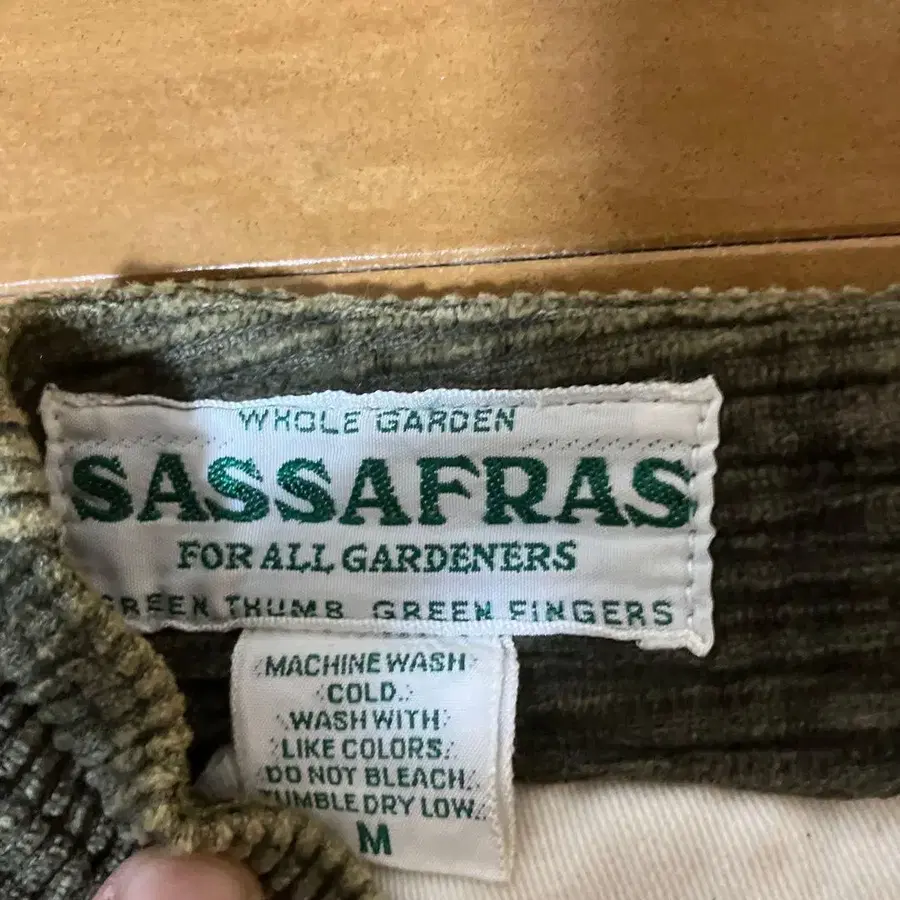 WHOLE GARDEN
SASSAFRAS
FOR ALL GARDENERS
GREEN THUMB GREEN FINGERS
MACHINE WASH
COLD.
WASH WITH
LIKE COLORS.
DO NOT BLEACH.
TUMBLE DRY LOW.
M